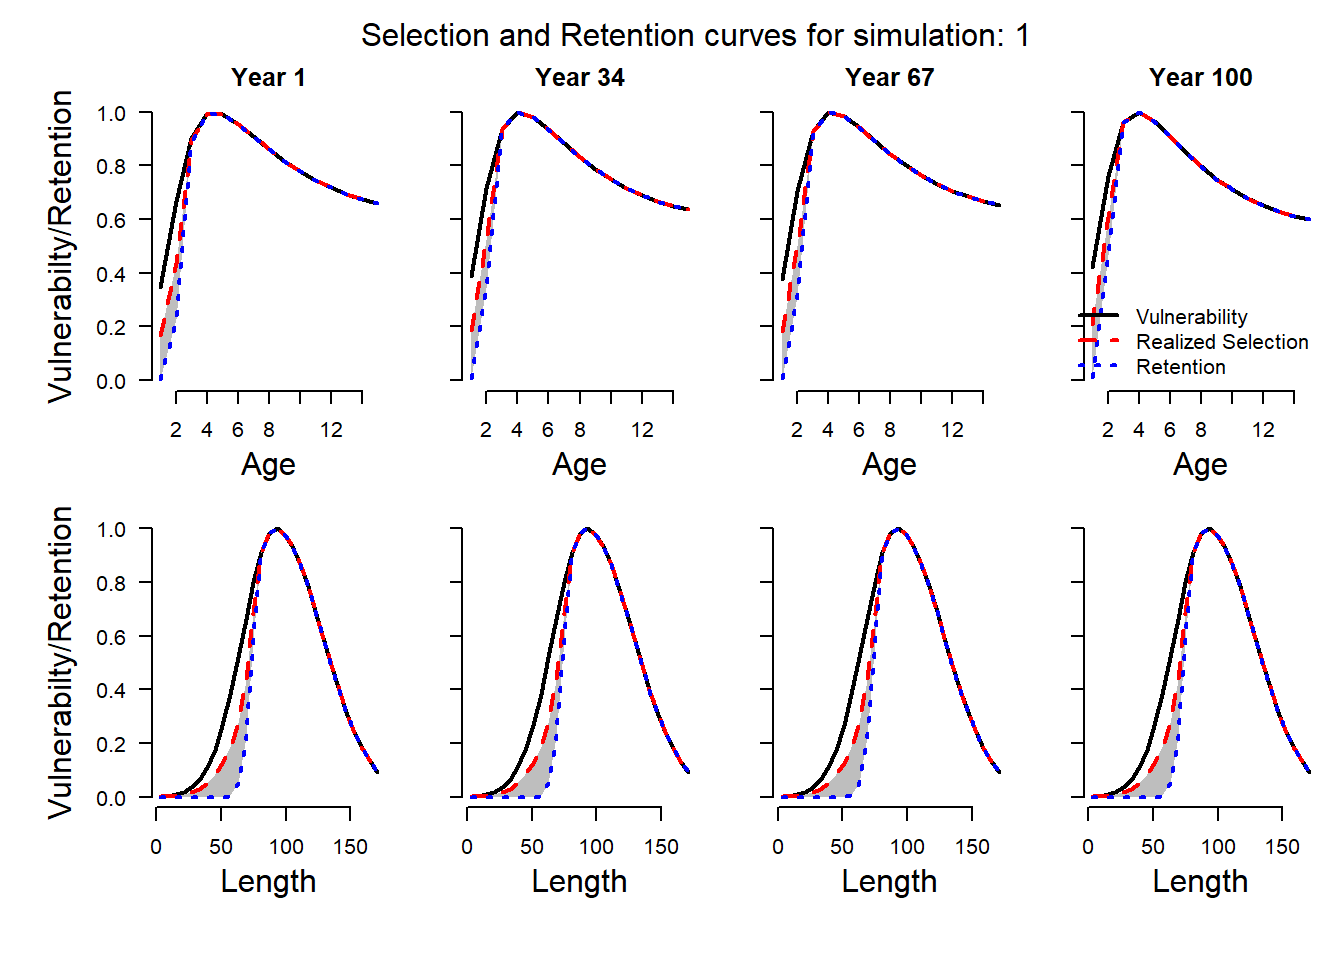 Selection and Retention curves for simulation: 1
Year 1 Year 34 Year 67 Year 100
Vulnerabilty/Retention
1.0
0.8
0.6
0.4
0.2
0.0
Vulnerability
Realized Selection
Retention
2 4 6 8 12 2 4 6 8 12 2 4 6 8 12 2 4 6 8 12
Age Age Age Age
Vulnerabilty/Retention
1.0
0.8
0.6
0.4
0.2
0.0
0 50 100 150 0 50 100 150 0 50 100 150 0 50 100 150
Length Length Length Length